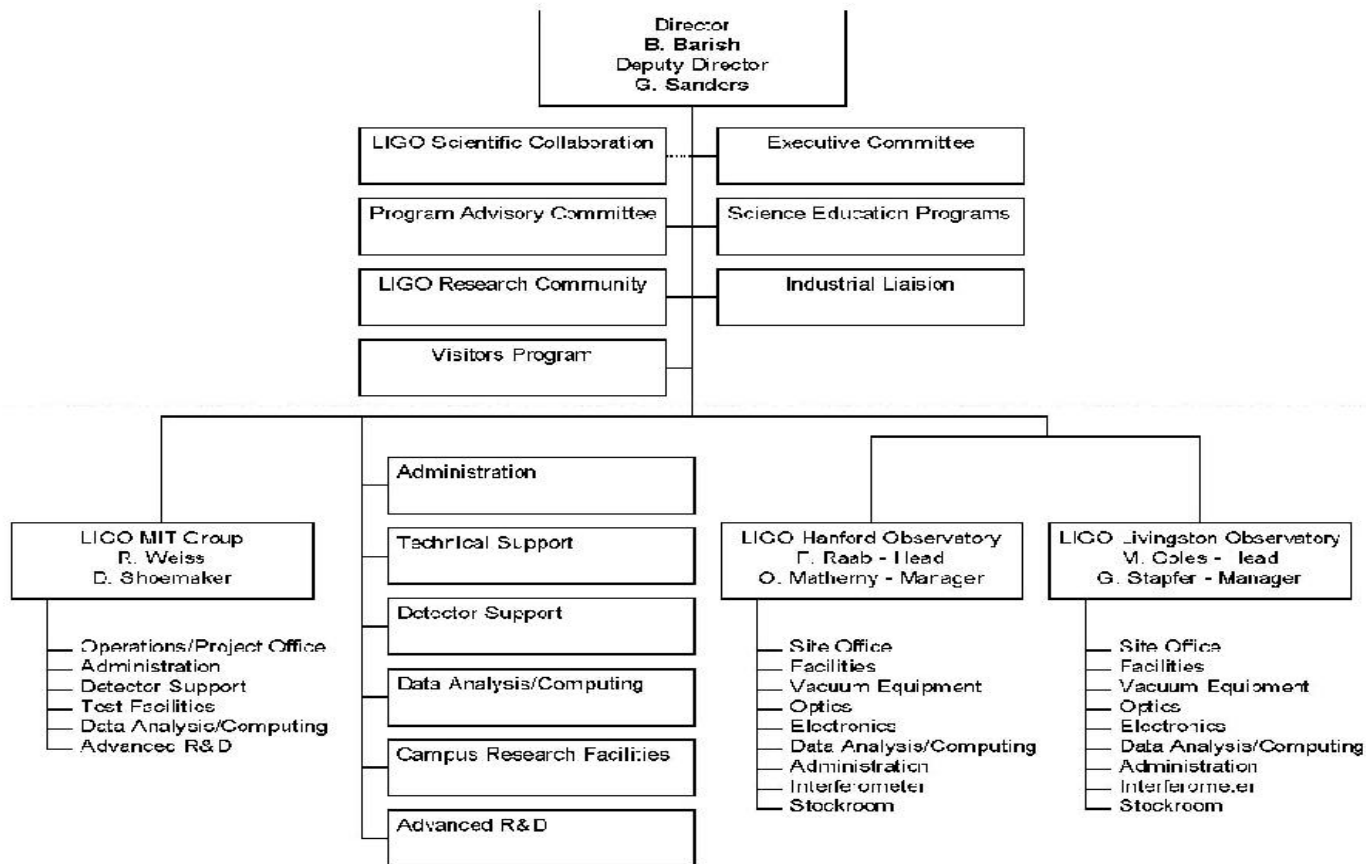 Director
B. Barish
Deputy Director
G. Sanders
LIGO Scientific Collaboration
Executive Committee
Program Advisory Committee
Science Education Programs
LIGO Research Community
Industrial Liaision
Visitors Program
Administration
Technical Support
Detector Support
Data Analysis/Computing
Campus Research Facilities
Advanced R&D
LIGO MIT Group
R. Weiss
D. Shoemaker
Operations/Project Office
Administration
Detector Support
Test Facilities
Data Analysis/Computing
Advanced R&D
LIGO Hanford Observatory
F. Raab - Head
O. Matherny - Manager
Site Office
Facilities
Vacuum Equipment
Optics
Electronics
Data Analysis/Computing
Administration
Interferometer
Stockroom
LIGO Livingston Observatory
M. Coles - Head
G. Stapfer - Manager
Site Office
Facilities
Vacuum Equipment
Optics
Electronics
Data Analysis/Computing
Administration
Interferometer
Stockroom